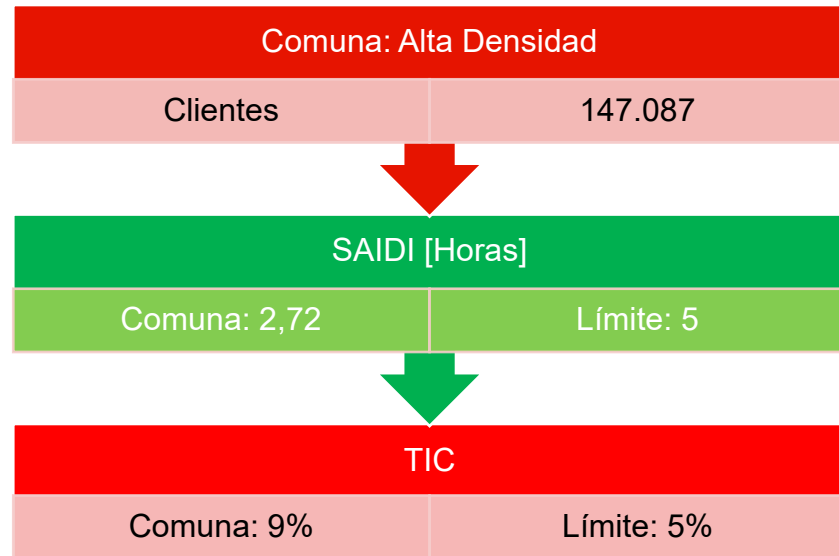 Comuna: Alta Densidad
Clientes 147.087
SAIDI [Horas]
Comuna: 2,72 Límite: 5
TIC
Comuna: 9% Límite: 5%